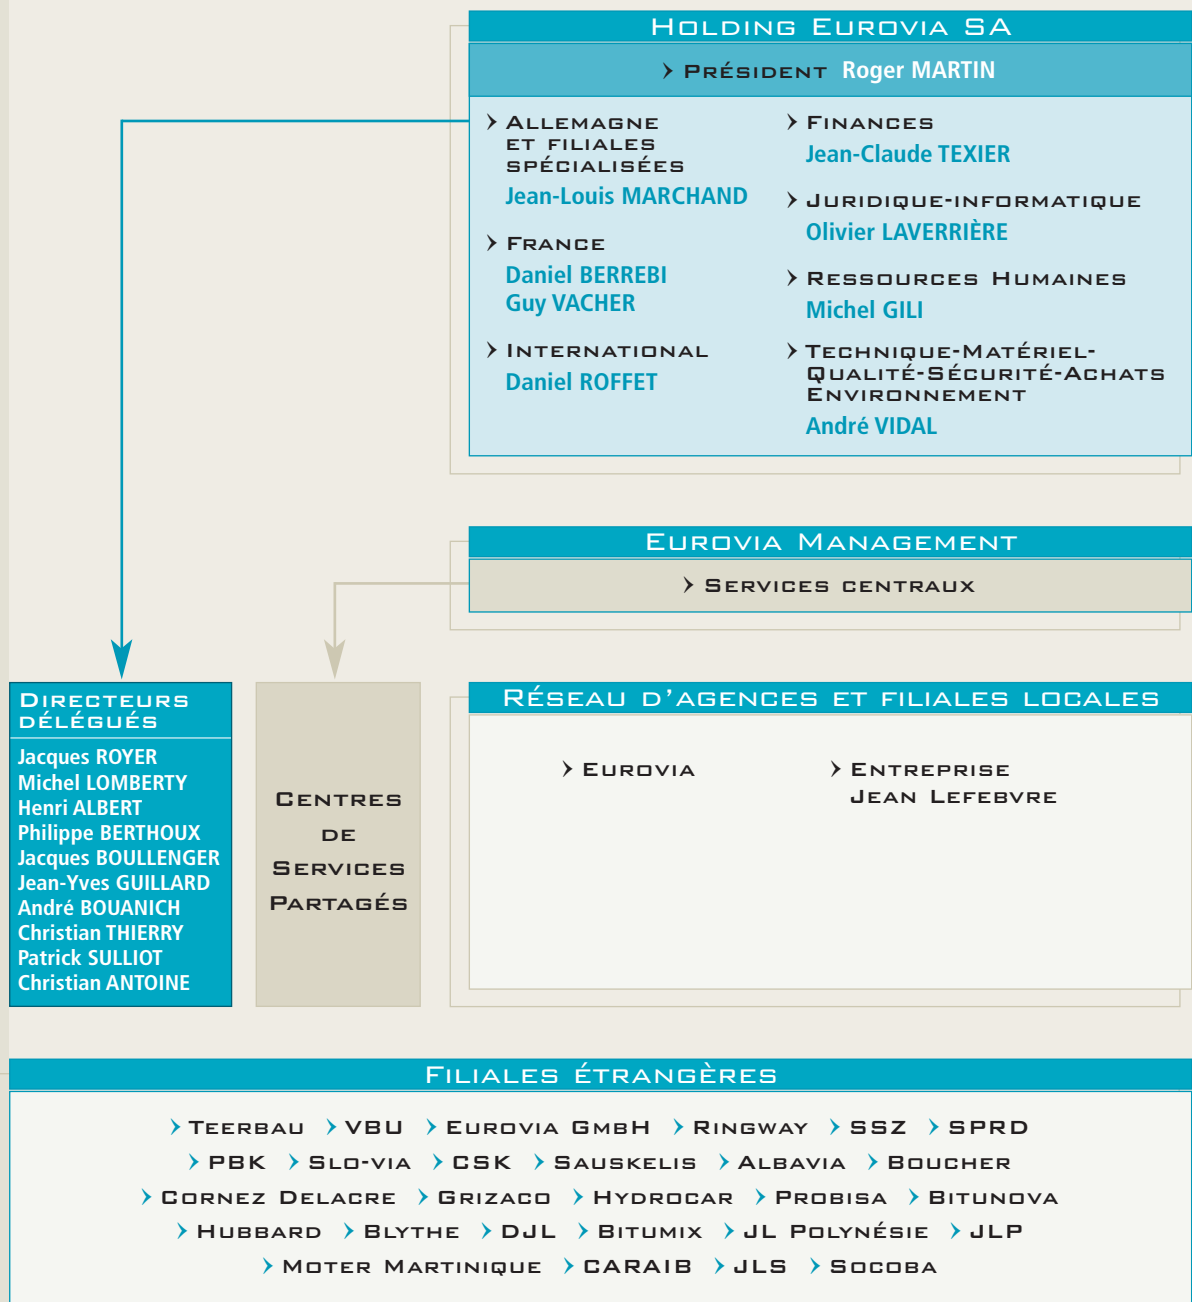 Holding Eurovia SA
Président Roger MARTIN
Allemagne
et filiales
spécialisées
Jean-Louis MARCHAND
France
Daniel BERREBI
Guy VACHER
International
Daniel ROFFET
Finances
Jean-Claude TEXIER
Juridique-informatique
Olivier LAVERRIÈRE
Ressources Humaines
Michel GILI
Technique-Matériel-
Qualité-Sécurité-Achats
Environnement
André VIDAL
Eurovia Management
Services centraux
Directeurs
délégués
Jacques ROYER
Michel LOMBERTY
Henri ALBERT
Philippe BERTHOUX
Jacques BOULLENGER
Jean-Yves GUILLARD
André BOUANICH
Christian THIERRY
Patrick SULLIOT
Christian ANTOINE
Centres
de
Services
Partagés
Réseau d'agences et filiales locales
Eurovia
Entreprise
Jean Lefebvre
Filiales étrangères
Teerbau VBU Eurovia GmbH Ringway SSZ SPRD
PBK Slo-via CSK Sauskelis Albavia Boucher
Cornez Delacre Grizaco Hydrocar Probisa Bitunova
Hubbard Blythe DJL Bitumix JL Polynésie JLP
Moter Martinique CARAIB JLS Socoba